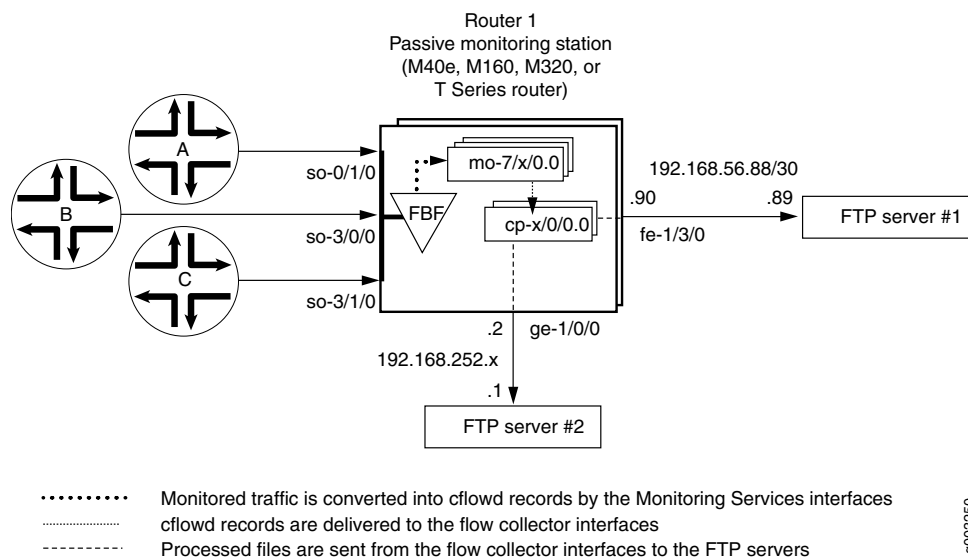 Router 1
Passive monitoring station
(M40e, M160, M320, or
T Series router)
A
so-0/1/0
mo-7/x/0.0
192.168.56.88/30
B
FBF
.90
.89
FTP server #1
so-3/0/0
cp-x/0/0.0
fe-1/3/0
C
so-3/1/0
.2
ge-1/0/0
192.168.252.x
.1
FTP server #2
Monitored traffic is converted into cflowd records by the Monitoring Services interfaces
cflowd records are delivered to the flow collector interfaces
Processed files are sent from the flow collector interfaces to the FTP servers